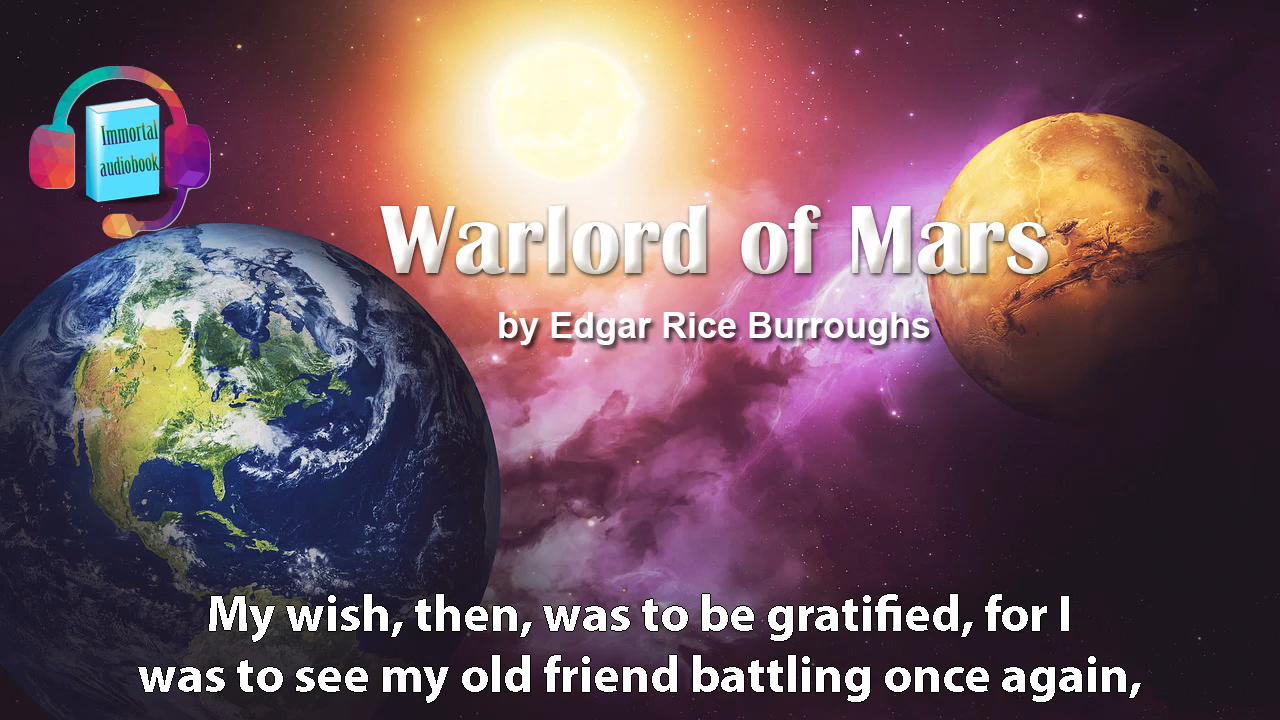 Immortal
audiobook
Warlord of Mars
by Edgar Rice Burroughs
My wish, then, was to be gratified, for I
was to see my old friend battling once again,